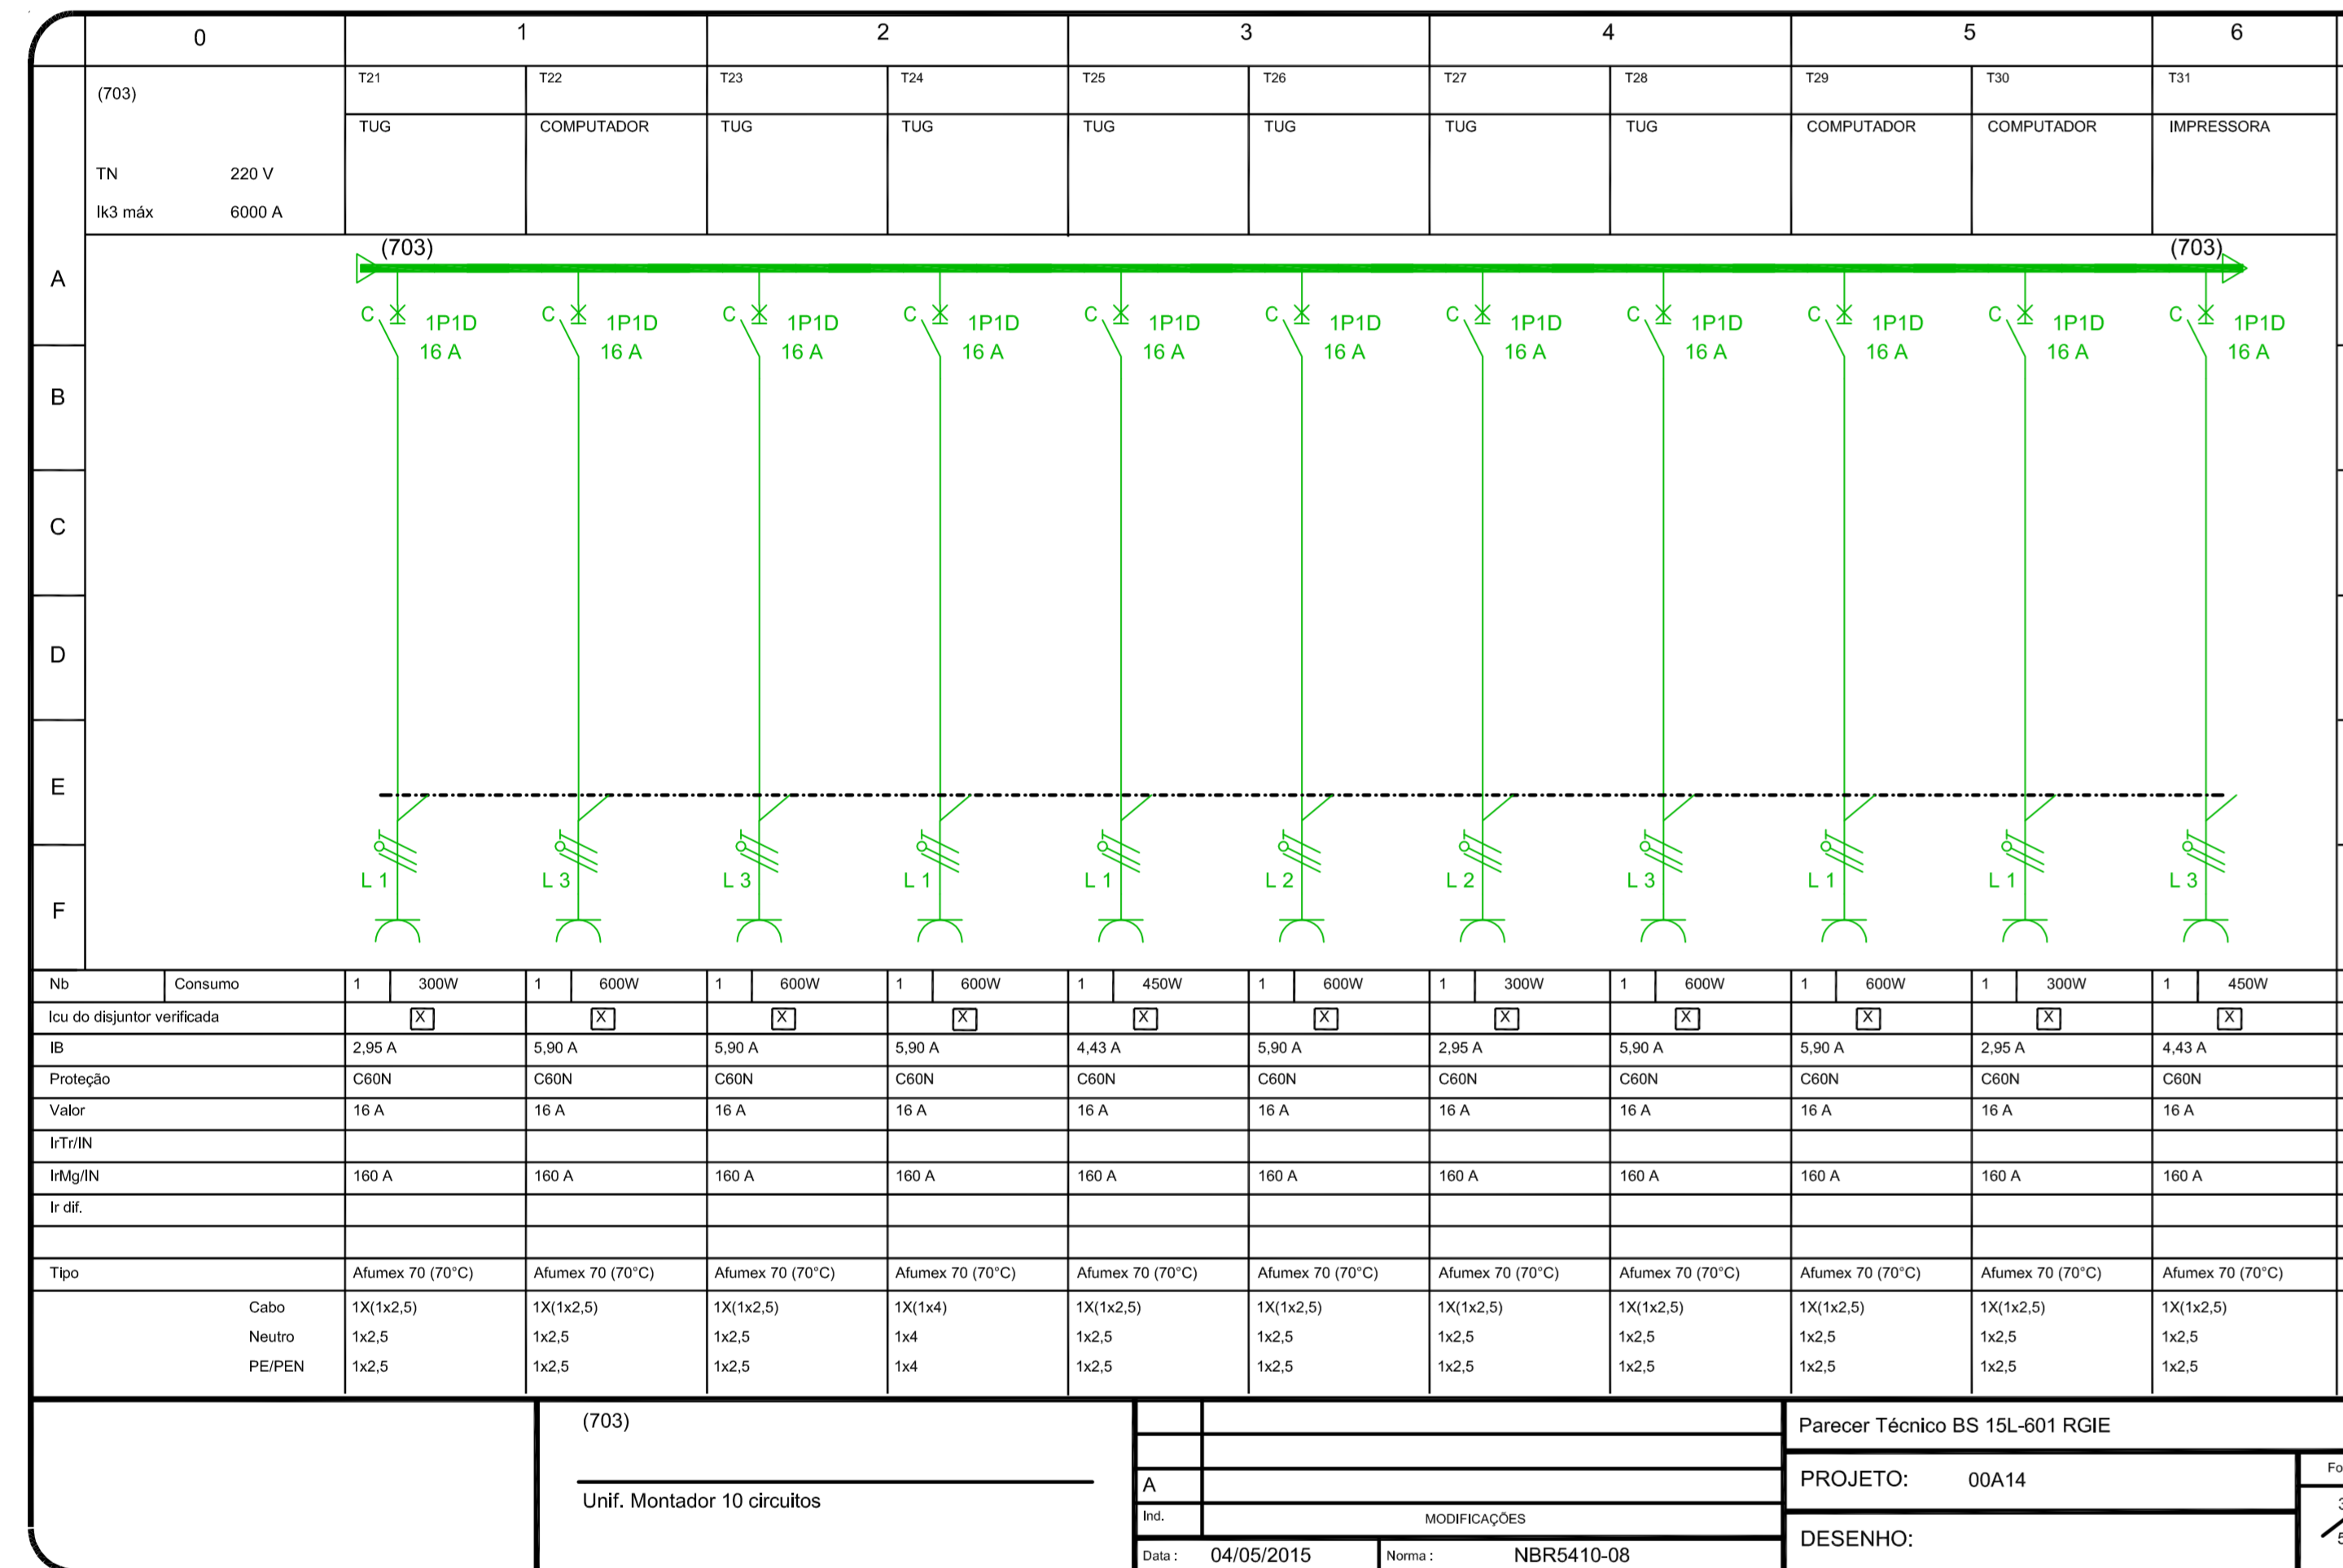 0 1 2 3 4 5 6
(703) T21 T22 T23 T24 T25 T26 T27 T28 T29 T30 T31
TUG COMPUTADOR TUG TUG TUG TUG TUG TUG COMPUTADOR COMPUTADOR IMPRESSORA
TN 220 V
Ik3 máx 6000 A
(703) (703)
A
C 1P1D C 1P1D C 1P1D C 1P1D C 1P1D C 1P1D C 1P1D C 1P1D C 1P1D C 1P1D C 1P1D
16 A 16 A 16 A 16 A 16 A 16 A 16 A 16 A 16 A 16 A 16 A
B
C
D
E
L 1 L 3 L 3 L 1 L 1 L 2 L 2 L 3 L 1 L 1 L 3
F
Nb Consumo 1 300W 1 600W 1 600W 1 600W 1 450W 1 600W 1 300W 1 600W 1 600W 1 300W 1 450W
Icu do disjuntor verificada X X X X X X X X X X X
IB 2,95 A 5,90 A 5,90 A 5,90 A 4,43 A 5,90 A 2,95 A 5,90 A 5,90 A 2,95 A 4,43 A
Proteção C60N C60N C60N C60N C60N C60N C60N C60N C60N C60N C60N
Valor 16 A 16 A 16 A 16 A 16 A 16 A 16 A 16 A 16 A 16 A 16 A
IrTr/IN
IrMg/IN 160 A 160 A 160 A 160 A 160 A 160 A 160 A 160 A 160 A 160 A 160 A
Ir dif.
Tipo Afumex 70 (70°C) Afumex 70 (70°C) Afumex 70 (70°C) Afumex 70 (70°C) Afumex 70 (70°C) Afumex 70 (70°C) Afumex 70 (70°C) Afumex 70 (70°C) Afumex 70 (70°C) Afumex 70 (70°C) Afumex 70 (70°C)
Cabo 1X(1x2,5) 1X(1x2,5) 1X(1x2,5) 1X(1x4) 1X(1x2,5) 1X(1x2,5) 1X(1x2,5) 1X(1x2,5) 1X(1x2,5) 1X(1x2,5) 1X(1x2,5)
Neutro 1x2,5 1x2,5 1x2,5 1x4 1x2,5 1x2,5 1x2,5 1x2,5 1x2,5 1x2,5 1x2,5
PE/PEN 1x2,5 1x2,5 1x2,5 1x4 1x2,5 1x2,5 1x2,5 1x2,5 1x2,5 1x2,5 1x2,5
(703)
Unif. Montador 10 circuitos
A
Ind. MODIFICAÇÕES
Data : 04/05/2015 Norma : NBR5410-08
Parecer Técnico BS 15L-601 RGIE
PROJETO: 00A14
DESENHO: